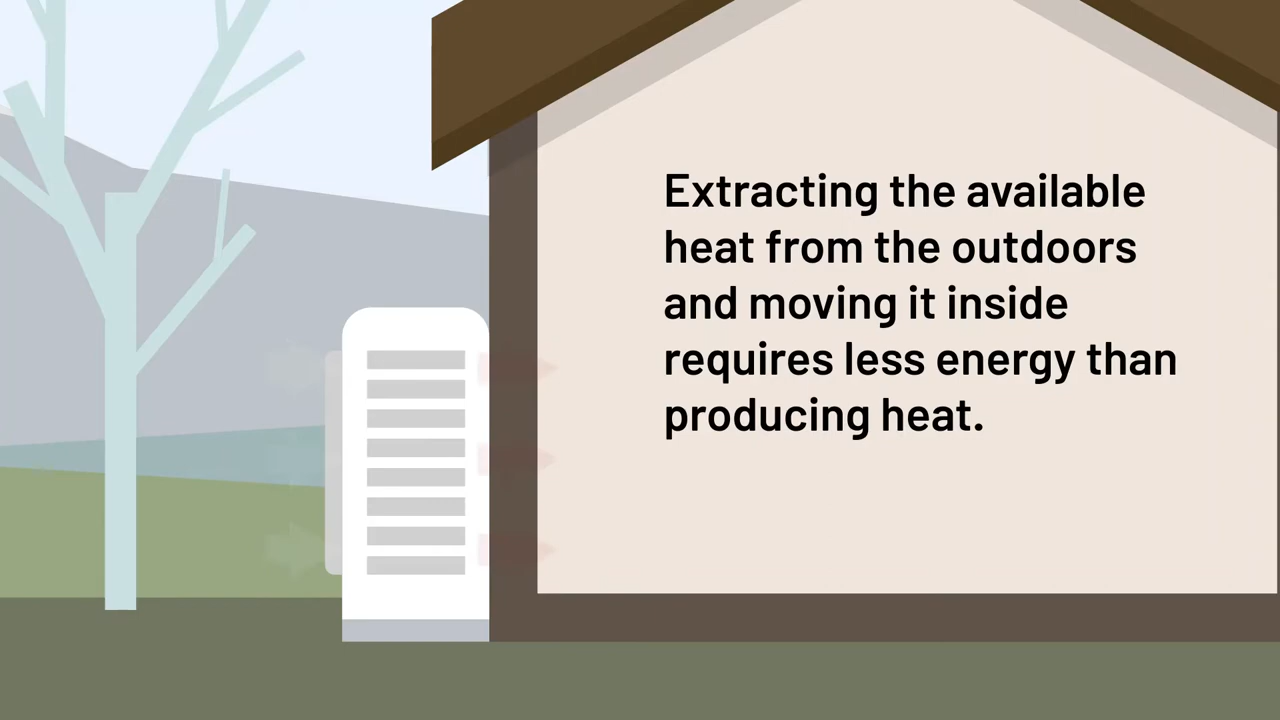 Extracting the available
heat from the outdoors
and moving it inside
requires less energy than
producing heat.